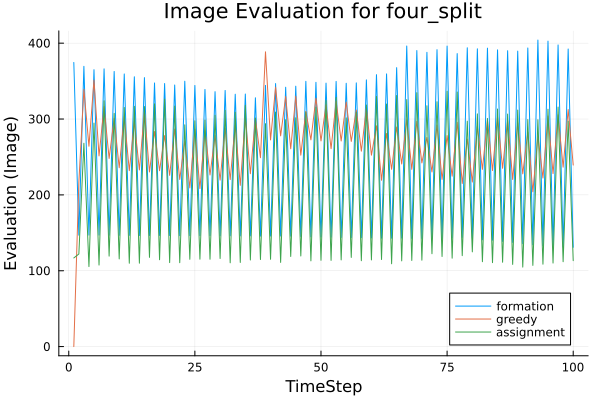 Image Evaluation for four_split
Evaluation (Image)
400
300
200
100
0
0
25
50
75
100
TimeStep
formation
greedy
assignment